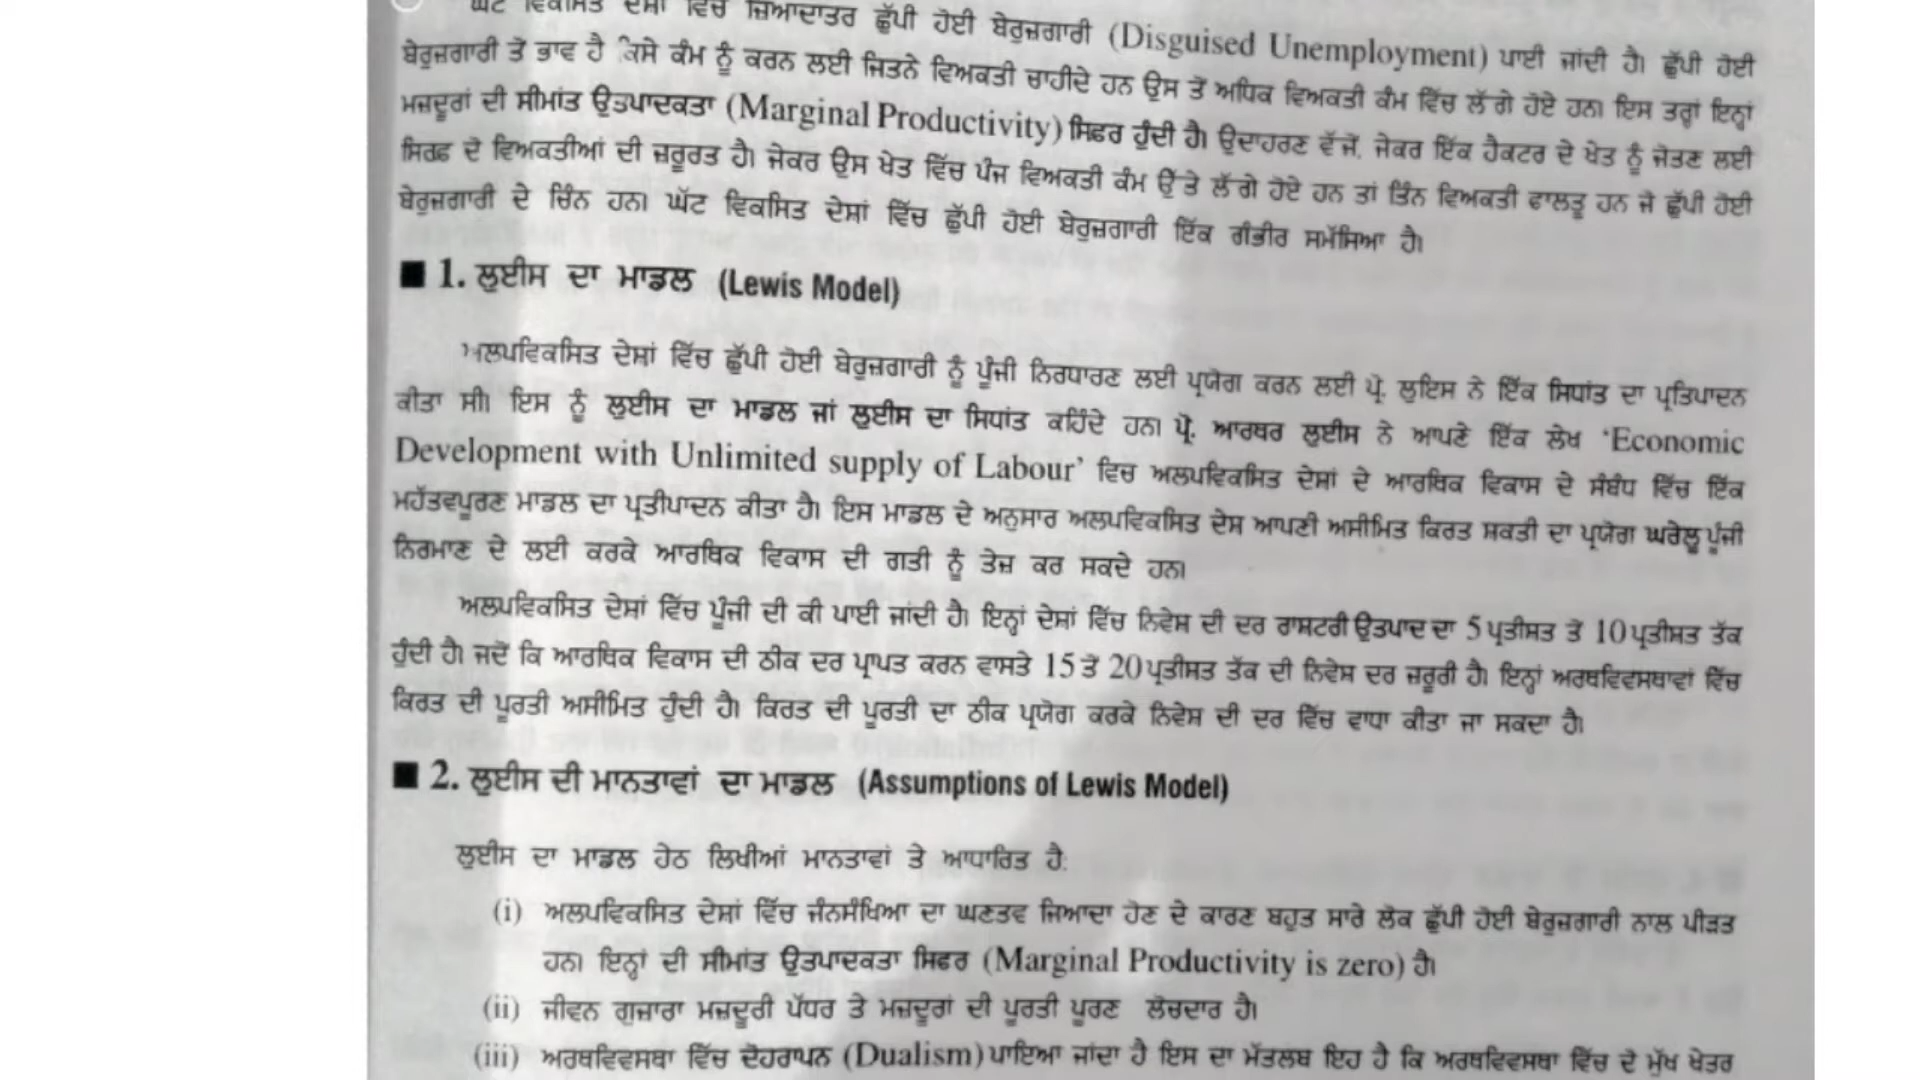 ਘੱਟ ਵਿਕਸਿਤ ਦੇਸ਼ਾਂ ਵਿੱਚ ਜ਼ਿਆਦਾਤਰ ਛੁੱਪੀ ਹੋਈ ਬੇਰੁਜ਼ਗਾਰੀ (Disguised Unemployment) ਪਾਈ ਜਾਂਦੀ ਹੈ। ਛੁੱਪੀ ਹੋਈ
ਬੇਰੁਜ਼ਗਾਰੀ ਤੋਂ ਭਾਵ ਹੈ ਕਿਸੇ ਕੰਮ ਨੂੰ ਕਰਨ ਲਈ ਜਿਤਨੇ ਵਿਅਕਤੀ ਚਾਹੀਦੇ ਹਨ ਉਸ ਤੋਂ ਅਧਿਕ ਵਿਅਕਤੀ ਕੰਮ ਵਿੱਚ ਲੱਗੇ ਹੋਏ ਹਨ। ਇਸ ਤਰ੍ਹਾਂ ਇਨ੍ਹਾਂ
ਮਜ਼ਦੂਰਾਂ ਦੀ ਸੀਮਾਂਤ ਉਤਪਾਦਕਤਾ (Marginal Productivity) ਸਿਫਰ ਹੁੰਦੀ ਹੈ। ਉਦਾਹਰਣ ਵੱਜੋਂ, ਜੇਕਰ ਇੱਕ ਹੈਕਟਰ ਦੇ ਖੇਤ ਨੂੰ ਜੋਤਣ ਲਈ
ਸਿਰਫ ਦੋ ਵਿਅਕਤੀਆਂ ਦੀ ਜ਼ਰੂਰਤ ਹੈ। ਜੇਕਰ ਉਸ ਖੇਤ ਵਿੱਚ ਪੰਜ ਵਿਅਕਤੀ ਕੰਮ ਉੱਤੇ ਲੱਗੇ ਹੋਏ ਹਨ ਤਾਂ ਤਿੰਨ ਵਿਅਕਤੀ ਫਾਲਤੂ ਹਨ ਜੋ ਛੁੱਪੀ ਹੋਈ
ਬੇਰੁਜ਼ਗਾਰੀ ਦੇ ਚਿੰਨ ਹਨ। ਘੱਟ ਵਿਕਸਿਤ ਦੇਸ਼ਾਂ ਵਿੱਚ ਛੁੱਪੀ ਹੋਈ ਬੇਰੁਜ਼ਗਾਰੀ ਇੱਕ ਗੰਭੀਰ ਸਮੱਸਿਆ ਹੈ।
■ 1. ਲੁਈਸ ਦਾ ਮਾਡਲ (Lewis Model)
ਅਲਪਵਿਕਸਿਤ ਦੇਸ਼ਾਂ ਵਿੱਚ ਛੁੱਪੀ ਹੋਈ ਬੇਰੁਜ਼ਗਾਰੀ ਨੂੰ ਪੂੰਜੀ ਨਿਰਧਾਰਣ ਲਈ ਪ੍ਰਯੋਗ ਕਰਨ ਲਈ ਪ੍ਰੋ. ਲੁਇਸ ਨੇ ਇੱਕ ਸਿਧਾਂਤ ਦਾ ਪ੍ਰਤਿਪਾਦਨ
ਕੀਤਾ ਸੀ। ਇਸ ਨੂੰ ਲੁਈਸ ਦਾ ਮਾਡਲ ਜਾਂ ਲੁਈਸ ਦਾ ਸਿਧਾਂਤ ਕਹਿੰਦੇ ਹਨ। ਪ੍ਰੋ. ਆਰਥਰ ਲੁਈਸ ਨੇ ਆਪਣੇ ਇੱਕ ਲੇਖ ‘Economic
Development with Unlimited supply of Labour’ ਵਿਚ ਅਲਪਵਿਕਸਿਤ ਦੇਸ਼ਾਂ ਦੇ ਆਰਥਿਕ ਵਿਕਾਸ ਦੇ ਸੰਬੰਧ ਵਿੱਚ ਇੱਕ
ਮਹੱਤਵਪੂਰਣ ਮਾਡਲ ਦਾ ਪ੍ਰਤੀਪਾਦਨ ਕੀਤਾ ਹੈ। ਇਸ ਮਾਡਲ ਦੇ ਅਨੁਸਾਰ ਅਲਪਵਿਕਸਿਤ ਦੇਸ਼ ਆਪਣੀ ਅਸੀਮਿਤ ਕਿਰਤ ਸ਼ਕਤੀ ਦਾ ਪ੍ਰਯੋਗ ਘਰੇਲੂ ਪੂੰਜੀ
ਨਿਰਮਾਣ ਦੇ ਲਈ ਕਰਕੇ ਆਰਥਿਕ ਵਿਕਾਸ ਦੀ ਗਤੀ ਨੂੰ ਤੇਜ਼ ਕਰ ਸਕਦੇ ਹਨ।
ਅਲਪਵਿਕਸਿਤ ਦੇਸ਼ਾਂ ਵਿੱਚ ਪੂੰਜੀ ਦੀ ਕੀ ਪਾਈ ਜਾਂਦੀ ਹੈ। ਇਨ੍ਹਾਂ ਦੇਸ਼ਾਂ ਵਿੱਚ ਨਿਵੇਸ਼ ਦੀ ਦਰ ਰਾਸ਼ਟਰੀ ਉਤਪਾਦ ਦਾ 5 ਪ੍ਰਤੀਸ਼ਤ ਤੋਂ 10 ਪ੍ਰਤੀਸ਼ਤ ਤੱਕ
ਹੁੰਦੀ ਹੈ। ਜਦੋਂ ਕਿ ਆਰਥਿਕ ਵਿਕਾਸ ਦੀ ਠੀਕ ਦਰ ਪ੍ਰਾਪਤ ਕਰਨ ਵਾਸਤੇ 15 ਤੋਂ 20 ਪ੍ਰਤੀਸ਼ਤ ਤੱਕ ਦੀ ਨਿਵੇਸ਼ ਦਰ ਜ਼ਰੂਰੀ ਹੈ। ਇਨ੍ਹਾਂ ਅਰਥਵਿਵਸਥਾਵਾਂ ਵਿੱਚ
ਕਿਰਤ ਦੀ ਪੂਰਤੀ ਅਸੀਮਿਤ ਹੁੰਦੀ ਹੈ। ਕਿਰਤ ਦੀ ਪੂਰਤੀ ਦਾ ਠੀਕ ਪ੍ਰਯੋਗ ਕਰਕੇ ਨਿਵੇਸ਼ ਦੀ ਦਰ ਵਿੱਚ ਵਾਧਾ ਕੀਤਾ ਜਾ ਸਕਦਾ ਹੈ।
■ 2. ਲੁਈਸ ਦੀ ਮਾਨਤਾਵਾਂ ਦਾ ਮਾਡਲ (Assumptions of Lewis Model)
ਲੁਈਸ ਦਾ ਮਾਡਲ ਹੇਠ ਲਿਖੀਆਂ ਮਾਨਤਾਵਾਂ ਤੇ ਆਧਾਰਿਤ ਹੈ:
(i) ਅਲਪਵਿਕਸਿਤ ਦੇਸ਼ਾਂ ਵਿੱਚ ਜੰਨਸੰਖਿਆ ਦਾ ਘਣਤਵ ਜਿਆਦਾ ਹੋਣ ਦੇ ਕਾਰਣ ਬਹੁਤ ਸਾਰੇ ਲੋਕ ਛੁੱਪੀ ਹੋਈ ਬੇਰੁਜ਼ਗਾਰੀ ਨਾਲ ਪੀੜਤ
ਹਨ। ਇਨ੍ਹਾਂ ਦੀ ਸੀਮਾਂਤ ਉਤਪਾਦਕਤਾ ਸਿਫਰ (Marginal Productivity is zero) ਹੈ।
(ii) ਜੀਵਨ ਗੁਜ਼ਾਰਾ ਮਜ਼ਦੂਰੀ ਪੱਧਰ ਤੇ ਮਜ਼ਦੂਰਾਂ ਦੀ ਪੂਰਤੀ ਪੂਰਣ ਲੋਚਦਾਰ ਹੈ।
(iii) ਅਰਥਵਿਵਸਥਾ ਵਿੱਚ ਦੋਹਰਾਪਨ (Dualism) ਪਾਇਆ ਜਾਂਦਾ ਹੈ ਇਸ ਦਾ ਮੱਤਲਬ ਇਹ ਹੈ ਕਿ ਅਰਥਵਿਵਸਥਾ ਵਿੱਚ ਦੋ ਮੁੱਖ ਖੇਤਰ